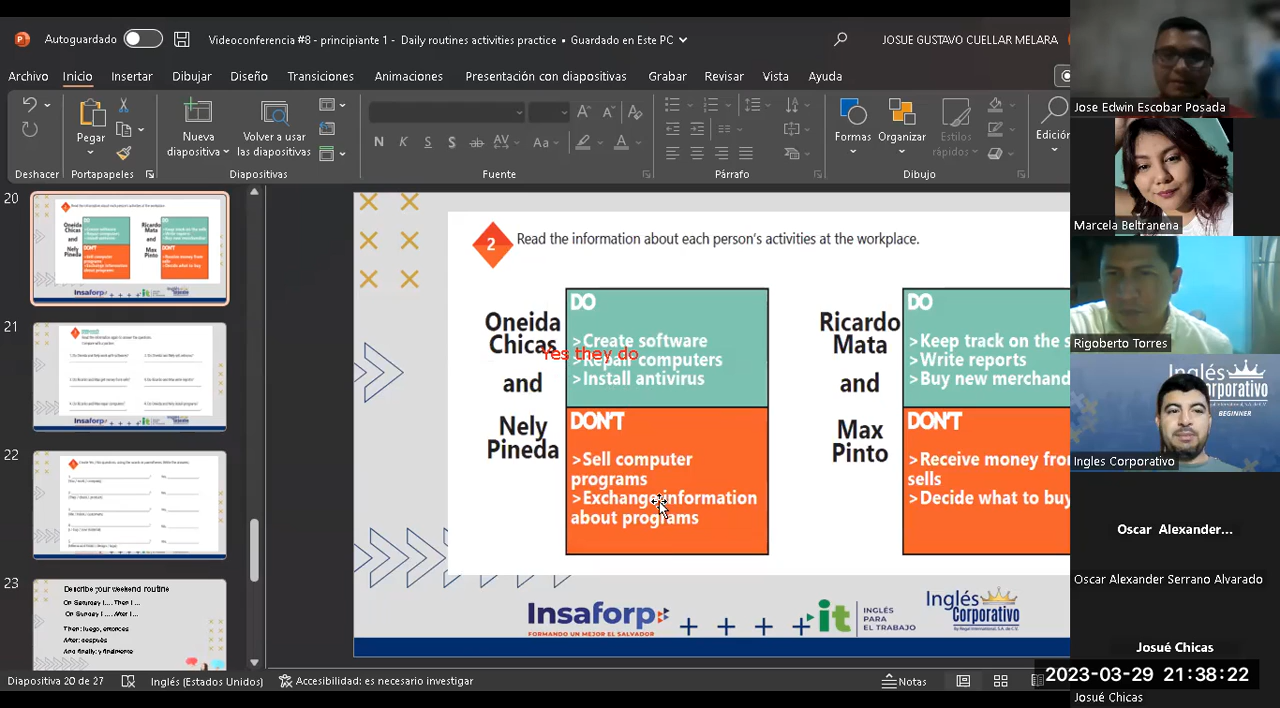 Autoguardado
Videoconferencia #8 - principiante 1 - Daily routines activities practice • Guardado en Este PC
JOSUE GUSTAVO CUELLAR MELARA
Archivo Inicio Insertar Dibujar Diseño Transiciones Animaciones Presentación con diapositivas Grabar Revisar Vista Ayuda
Pegar
Nueva diapositiva
Volver a usar las diapositivas
N K S ab AV Aa A
Formas
Organizar
Estilos rápidos
Edición
Deshacer Portapapeles Diapositivas Fuente Párrafo Dibujo
20
21
22
23
Describe your weekend routine
On Saturday I.... Then I ...
On Sunday I ..... After I ...
Then: luego, entonces
After: después
And finally: y finalmente
2
Read the information about each person's activities at the workplace.
Oneida
Chicas
and
Nely
Pineda
DO
>Create software
Yes they do
>Repair computers
>Install antivirus
DON'T
>Sell computer
programs
>Exchange information
about programs
Ricardo
Mata
and
Max
Pinto
DO
>Keep track on the s
>Write reports
>Buy new merchand
DON'T
>Receive money from
sells
>Decide what to buy
Insaforp
FORMANDO UN MEJOR EL SALVADOR
it
INGLÉS
PARA
EL TRABAJO
Inglés
Corporativo
Diapositiva 20 de 27
Inglés (Estados Unidos)
Accesibilidad: es necesario investigar
Notas
Jose Edwin Escobar Posada
Marcela Beltranena
Rigoberto Torres
Inglés
Corporativo
BEGINNER
Ingles Corporativo
Oscar Alexander...
Oscar Alexander Serrano Alvarado
Josué Chicas
2023-03-29 21:38:22
Josué Chicas